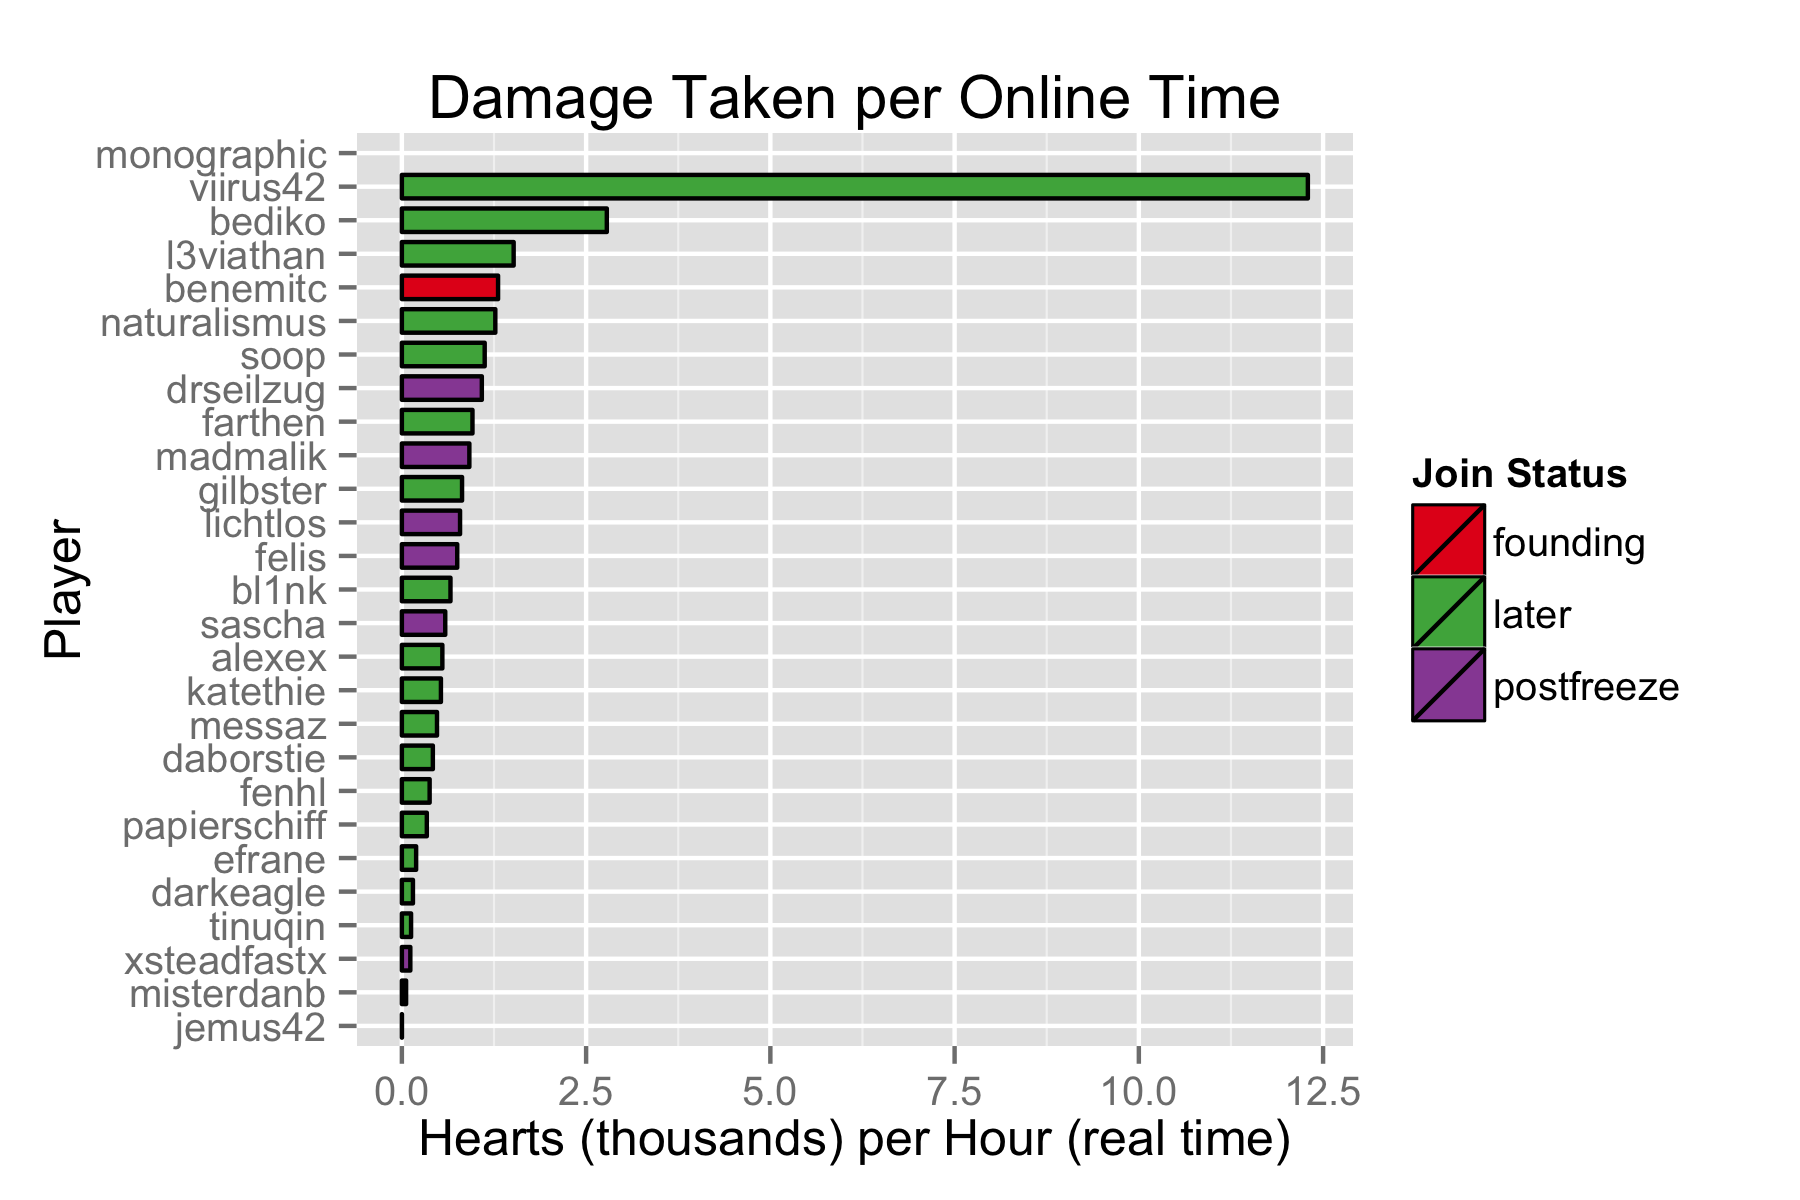 Damage Taken per Online Time
Player
monographic
viirus42
bediko
l3viathan
benemitc
naturalismus
soop
drseilzug
farthen
madmalik
gilbster
lichtlos
felis
bl1nk
sascha
alexex
katethie
messaz
daborstie
fenhl
papierschiff
efrane
darkeagle
tinuqin
xsteadfastx
misterdanb
jemus42
0.0 2.5 5.0 7.5 10.0 12.5
Hearts (thousands) per Hour (real time)
Join Status
founding
later
postfreeze